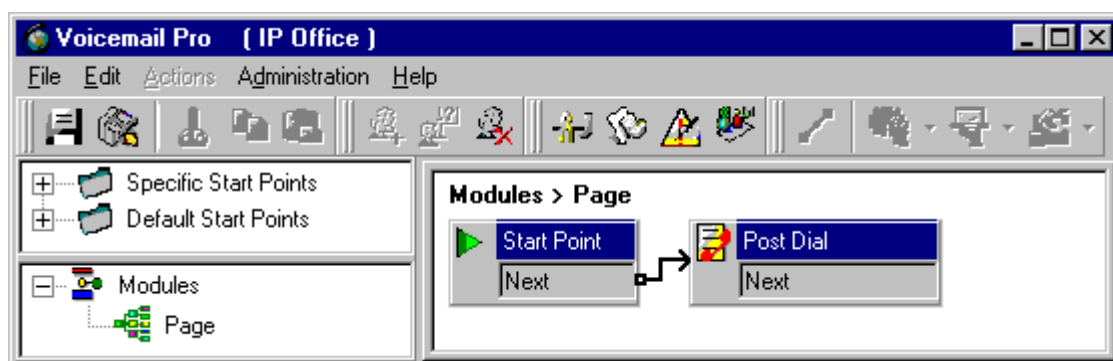 Voicemail Pro ( IP Office )
File Edit Actions Administration Help
Specific Start Points
Default Start Points
Modules
Page
Modules > Page
Start Point
Next
Post Dial
Next